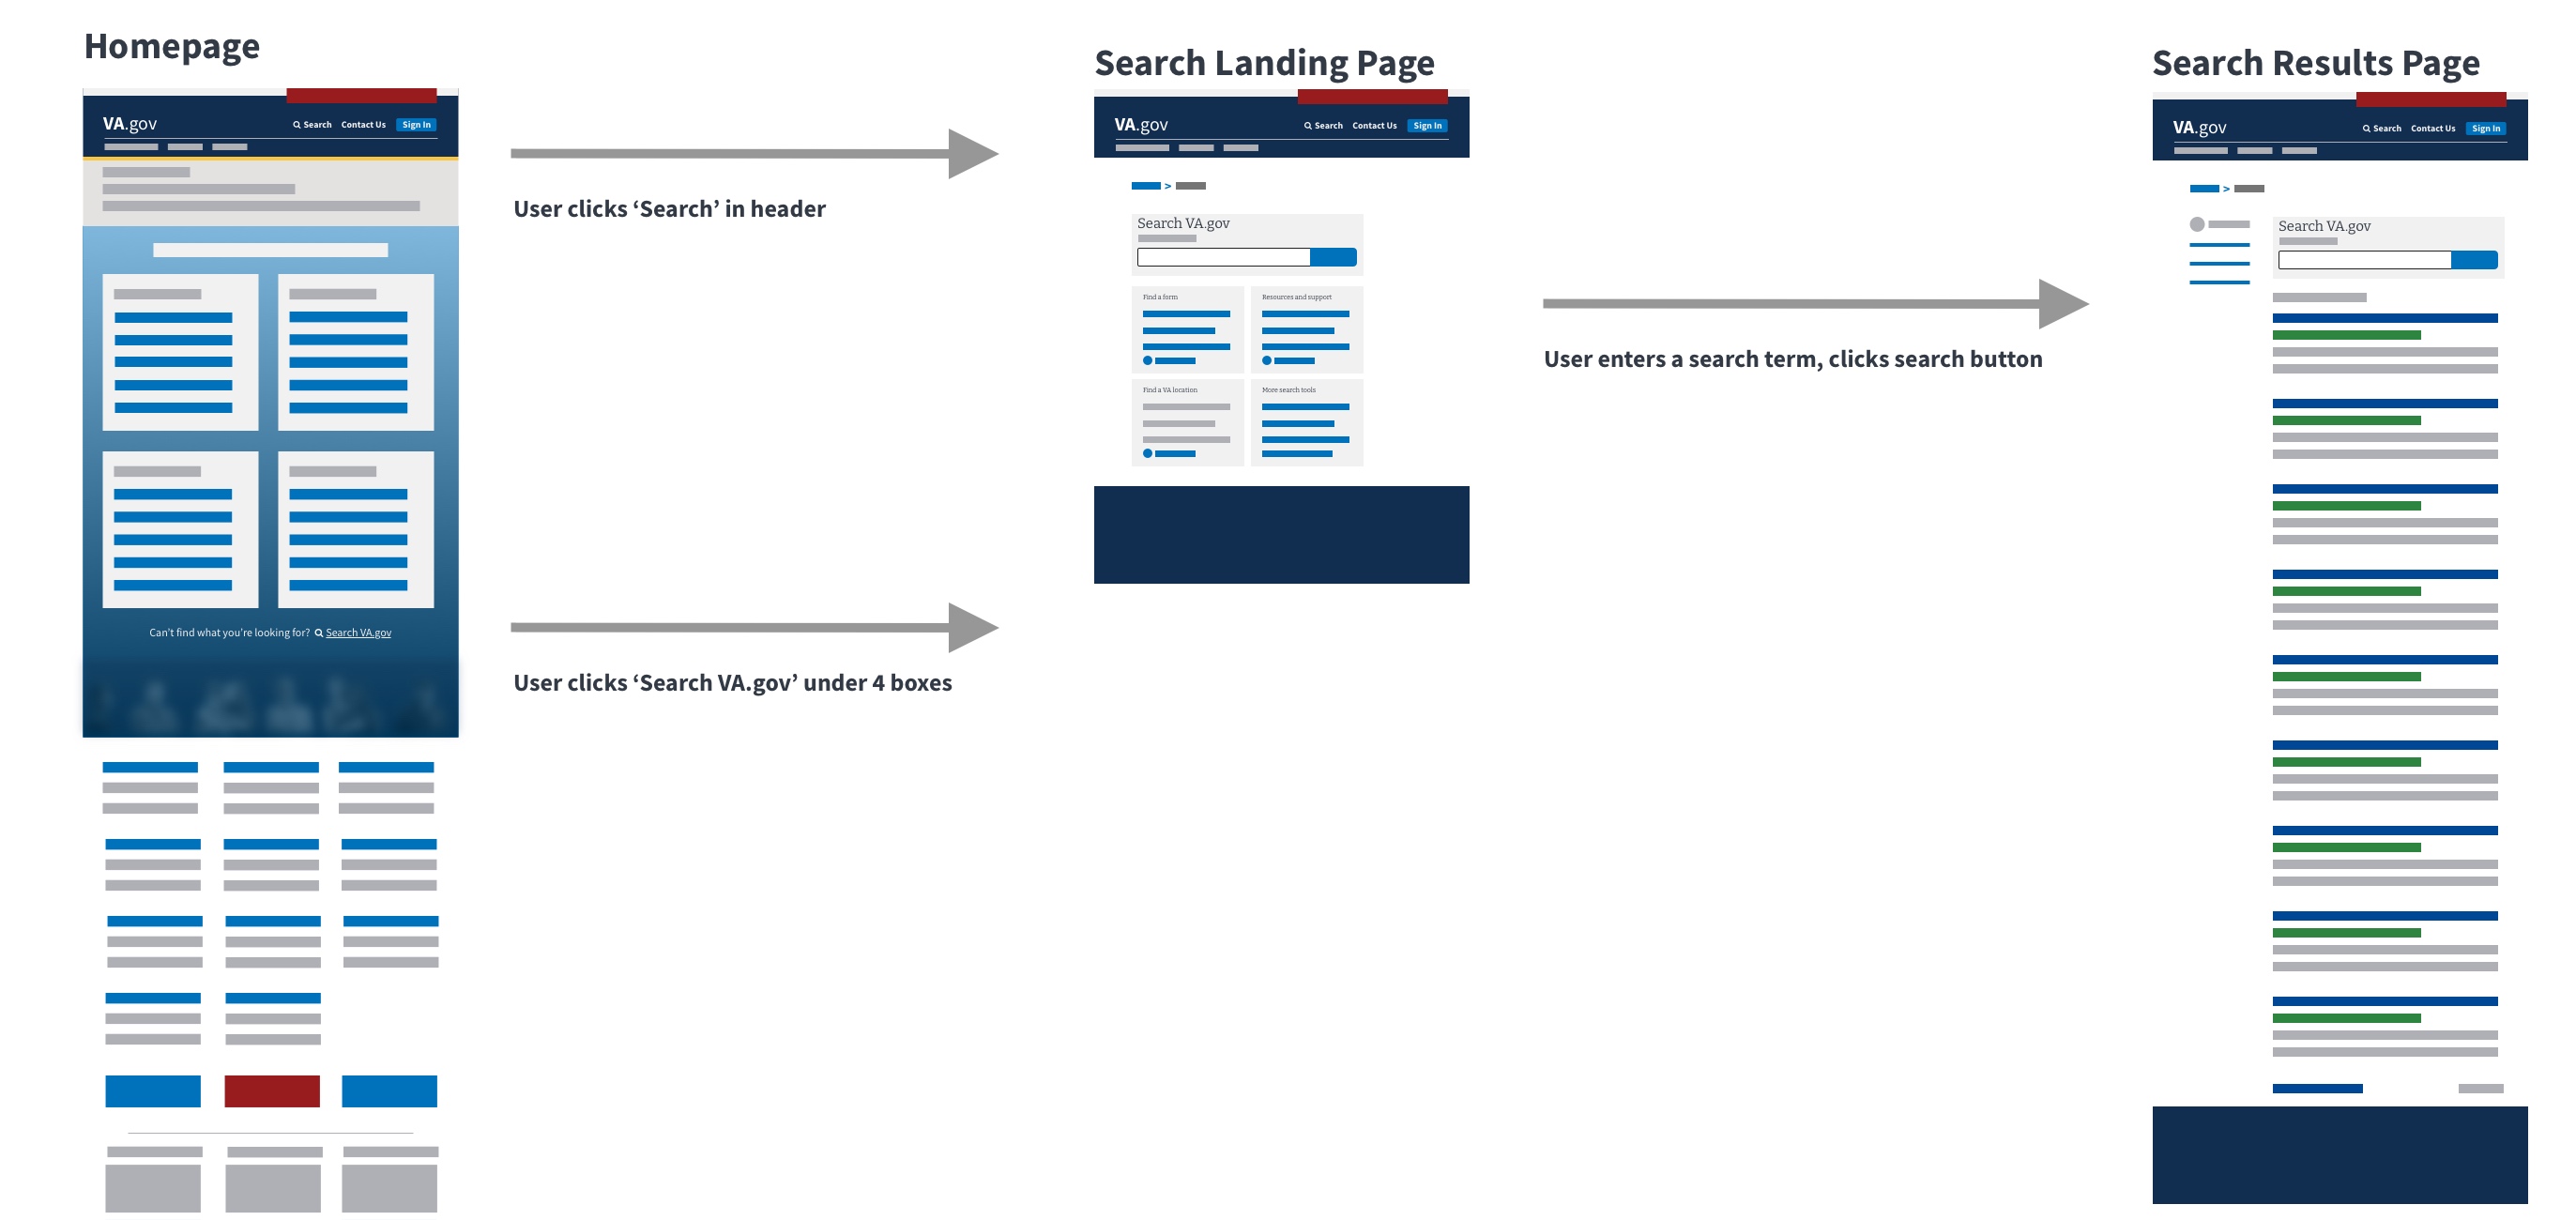 Homepage
VA.gov
Search Contact Us Sign In
Can't find what you're looking for? Search VA.gov
User clicks ‘Search’ in header
User clicks ‘Search VA.gov’ under 4 boxes
Search Landing Page
VA.gov
Search Contact Us Sign In
>
Search VA.gov
Find a form
Resources and support
Find a VA location
More search tools
User enters a search term, clicks search button
Search Results Page
VA.gov
Search Contact Us Sign In
>
Search VA.gov